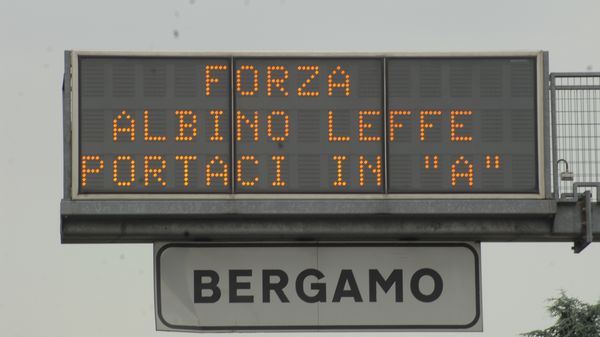 FORZA
ALBINO LEFFE
PORTACI IN "A"
BERGAMO